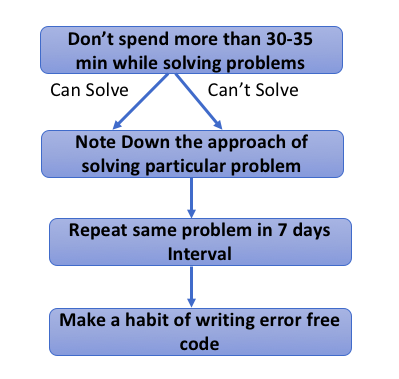 Don’t spend more than 30-35
min while solving problems
Can Solve
Can’t Solve
Note Down the approach of
solving particular problem
Repeat same problem in 7 days
Interval
Make a habit of writing error free
code